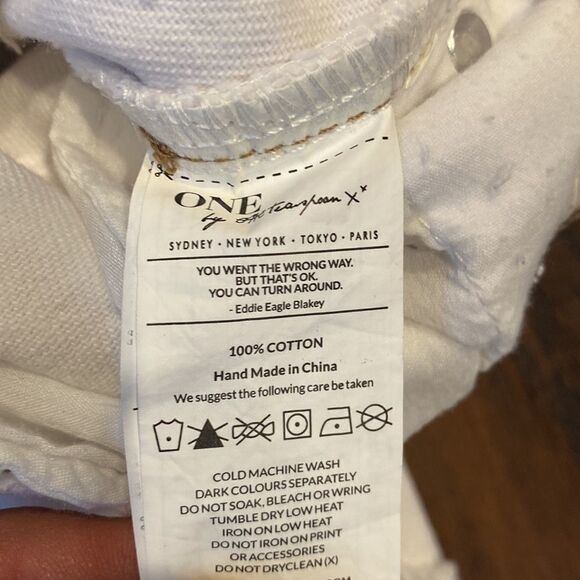 ONE
by one teaspoon X*
SYDNEY • NEW YORK • TOKYO • PARIS
YOU WENT THE WRONG WAY.
BUT THAT'S OK.
YOU CAN TURN AROUND.
- Eddie Eagle Blakey
100% COTTON
Hand Made in China
We suggest the following care be taken
COLD MACHINE WASH
DARK COLOURS SEPARATELY
DO NOT SOAK, BLEACH OR WRING
TUMBLE DRY LOW HEAT
IRON ON LOW HEAT
DO NOT IRON ON PRINT
OR ACCESSORIES
DO NOT DRYCLEAN (X)